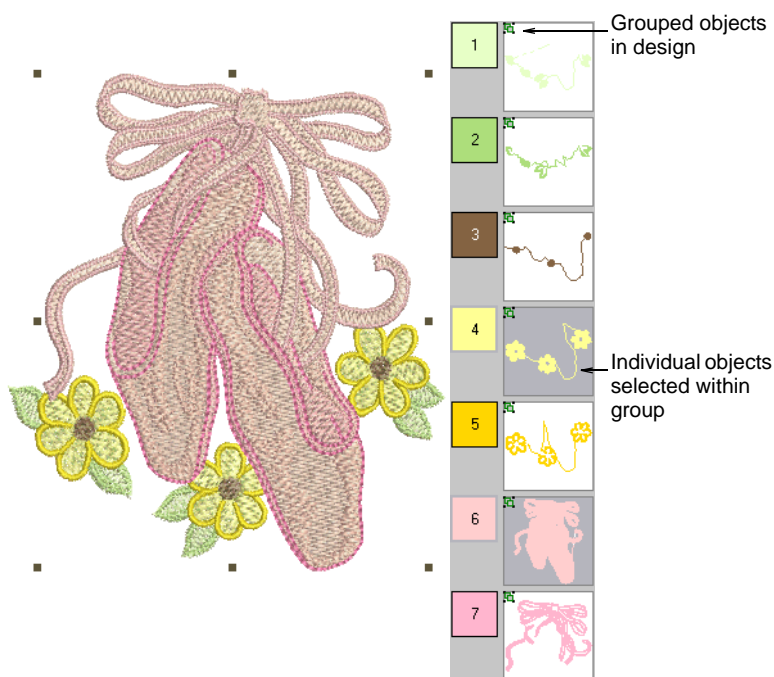 Grouped objects
in design
1
2
3
4
Individual objects
selected within
group
5
6
7